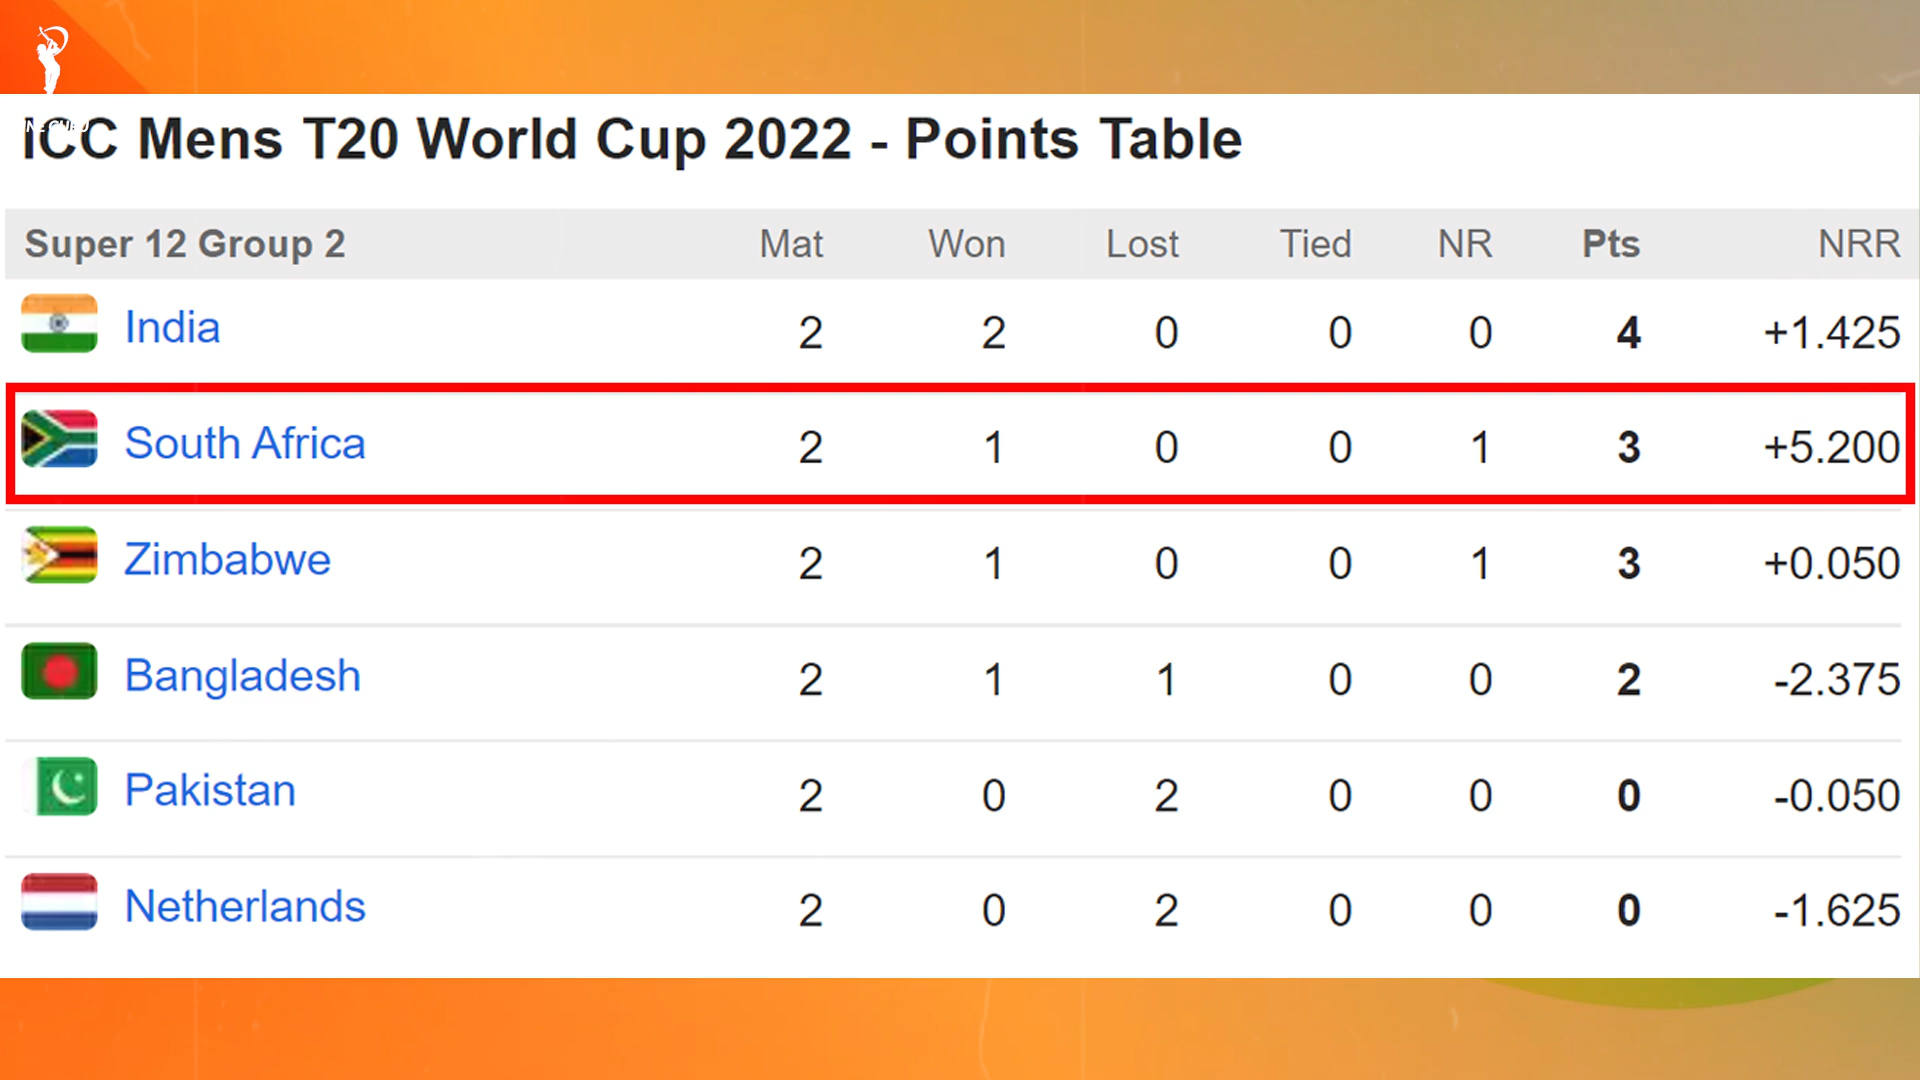 ICC Mens T20 World Cup 2022 - Points Table
Super 12 Group 2 Mat Won Lost Tied NR Pts NRR
India 2 2 0 0 0 4 +1.425
South Africa 2 1 0 0 1 3 +5.200
Zimbabwe 2 1 0 0 1 3 +0.050
Bangladesh 2 1 1 0 0 2 -2.375
Pakistan 2 0 2 0 0 0 -0.050
Netherlands 2 0 2 0 0 0 -1.625